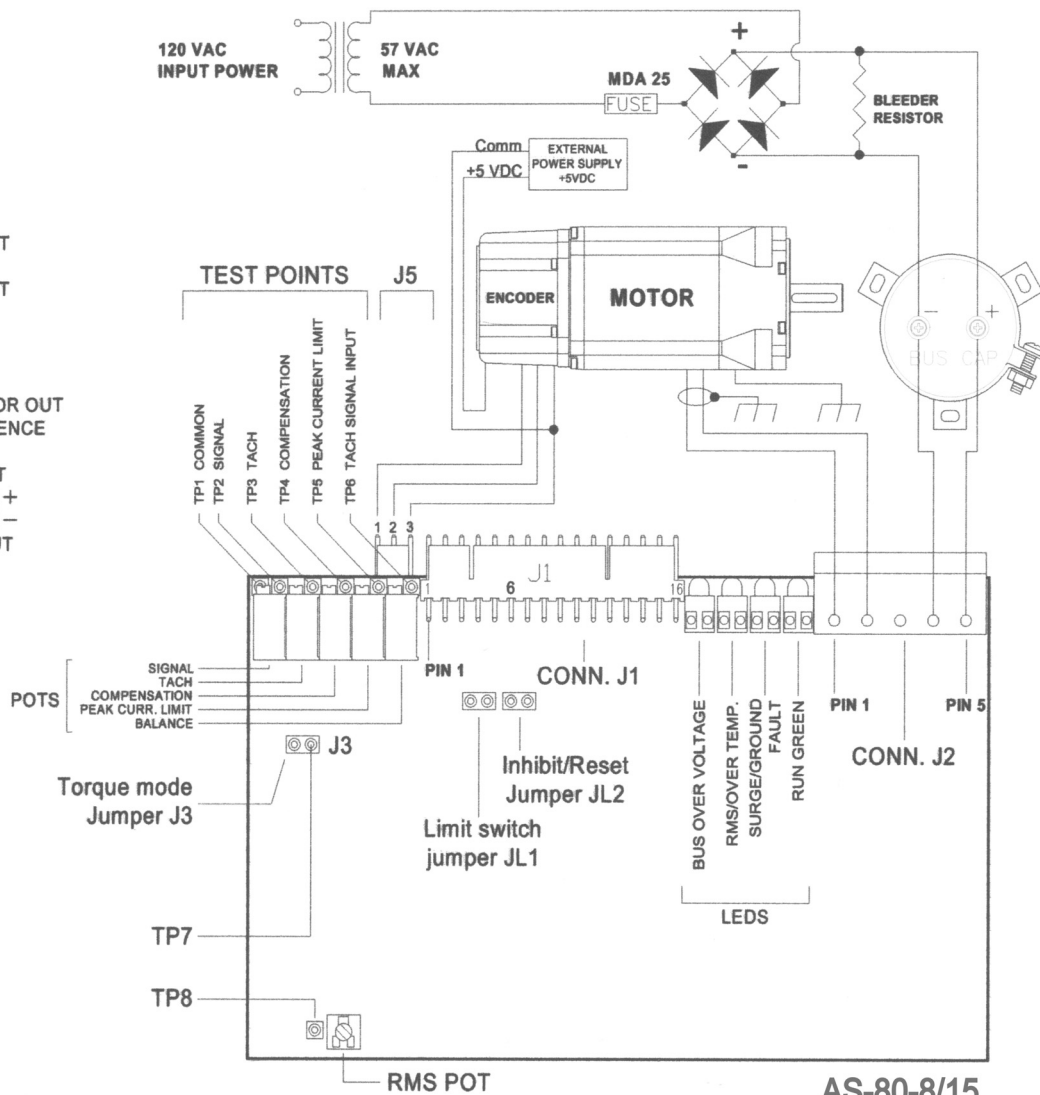 120 VAC
INPUT POWER
57 VAC
MAX
MDA 25
FUSE
+
-
BLEEDER
RESISTOR
Comm
+5 VDC
EXTERNAL
POWER SUPPLY
+5VDC
ENCODER
MOTOR
- +
BUS CAP
TEST POINTS
J5
OR OUT
ENCE
+
−
TP1 COMMON
TP2 SIGNAL
TP3 TACH
TP4 COMPENSATION
TP5 PEAK CURRENT LIMIT
TP6 TACH SIGNAL INPUT
1 2 3
J1
1 6 16
PIN 1
CONN. J1
POTS
SIGNAL
TACH
COMPENSATION
PEAK CURR. LIMIT
BALANCE
J3
Torque mode
Jumper J3
Inhibit/Reset
Jumper JL2
Limit switch
jumper JL1
BUS OVER VOLTAGE
RMS/OVER TEMP.
SURGE/GROUND
FAULT
RUN GREEN
LEDS
PIN 1
PIN 5
CONN. J2
TP7
TP8
RMS POT
AS-80-8/15